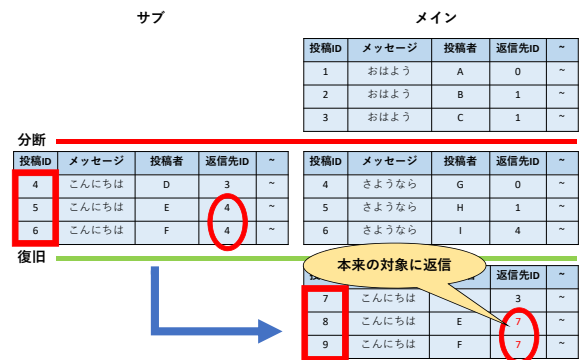 サブ
メイン
投稿ID メッセージ 投稿者 返信先ID ~
1 おはよう A 0 ~
2 おはよう B 1 ~
3 おはよう C 1 ~
分断
投稿ID メッセージ 投稿者 返信先ID ~
4 こんにちは D 3 ~
5 こんにちは E 4 ~
6 こんにちは F 4 ~
投稿ID メッセージ 投稿者 返信先ID ~
4 さようなら G 0 ~
5 さようなら H 1 ~
6 さようなら I 4 ~
復旧
本来の対象に返信
返信先ID ~
7 こんにちは 3 ~
8 こんにちは E 7 ~
9 こんにちは F 7 ~